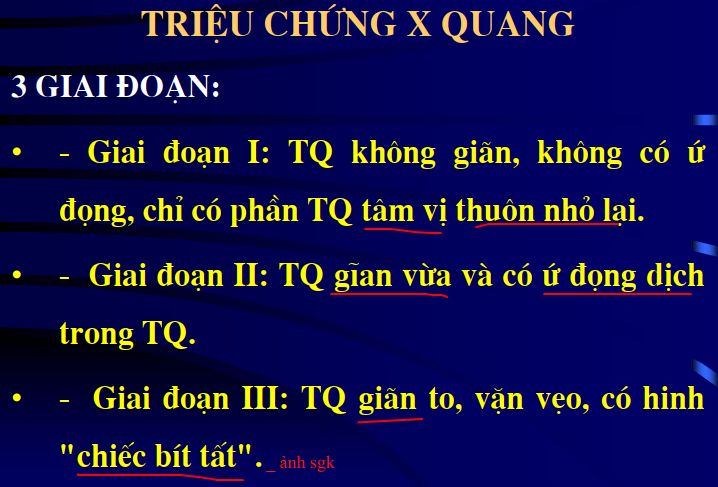 TRIỆU CHỨNG X QUANG
3 GIAI ĐOẠN:
• - Giai đoạn I: TQ không giãn, không có ứ
đọng, chỉ có phần TQ tâm vị thuôn nhỏ lại.
• - Giai đoạn II: TQ gĩan vừa và có ứ đọng dịch
trong TQ.
• - Giai đoạn III: TQ giãn to, vặn vẹo, có hinh
"chiếc bít tất". _ ảnh sgk